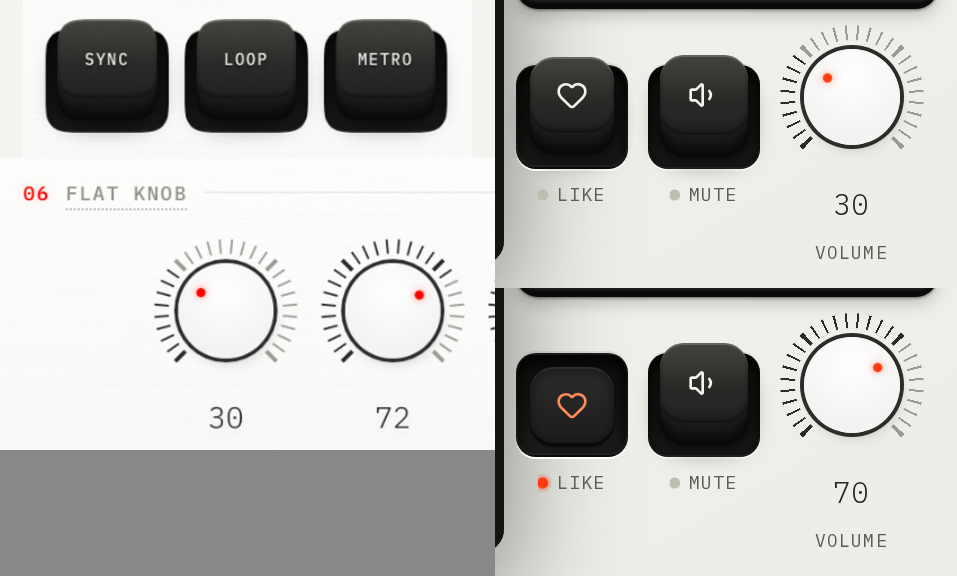 SYNC LOOP METRO
06 FLAT KNOB
30 72
LIKE MUTE
30
VOLUME
LIKE MUTE
70
VOLUME